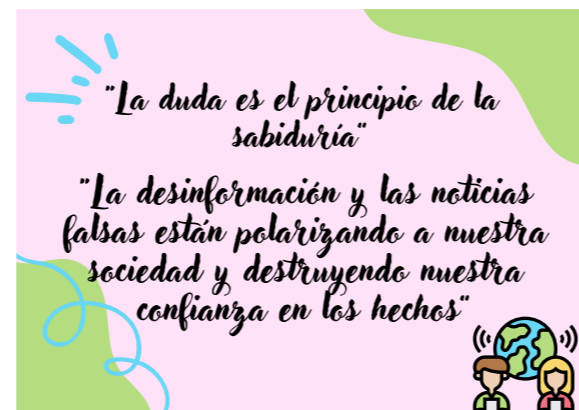 "La duda es el principio de la
sabiduría"
"La desinformación y las noticias
falsas están polarizando a nuestra
sociedad y destruyendo nuestra
confianza en los hechos"